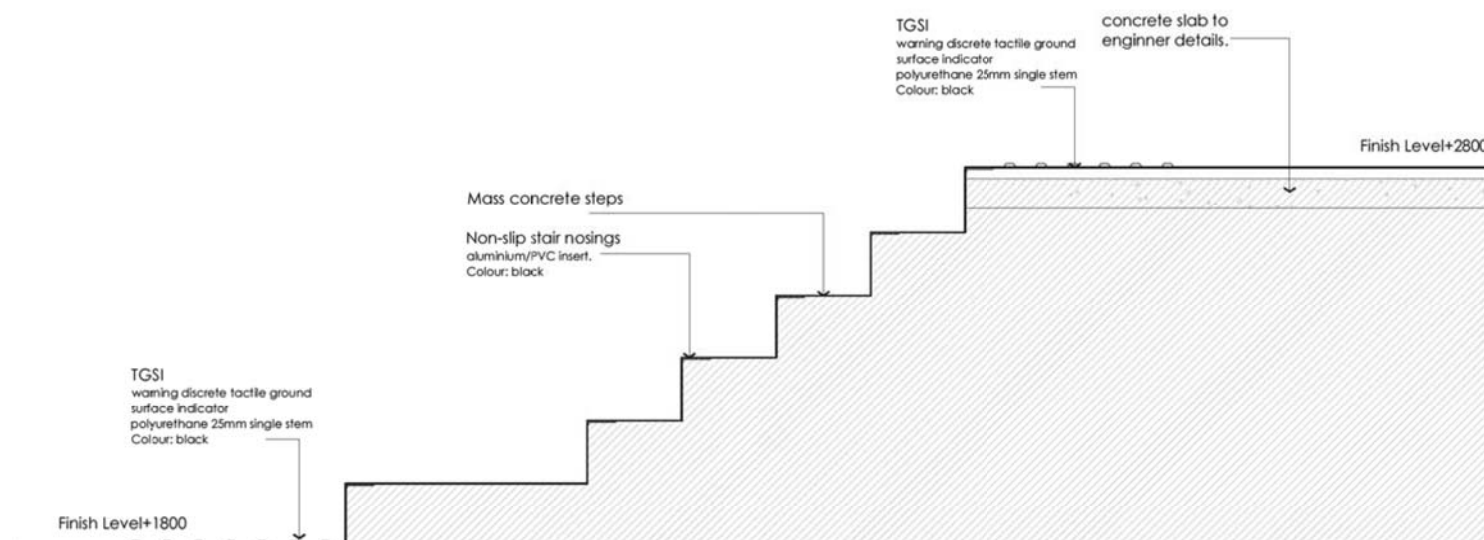 TGSI
warning discrete tactile ground
surface indicator
polyurethane 25mm single stem
Colour: black
concrete slab to
enginner details.
Finish Level+2800
Mass concrete steps
Non-slip stair nosings
aluminium/PVC insert.
Colour: black
TGSI
warning discrete tactile ground
surface indicator
polyurethane 25mm single stem
Colour: black
Finish Level+1800